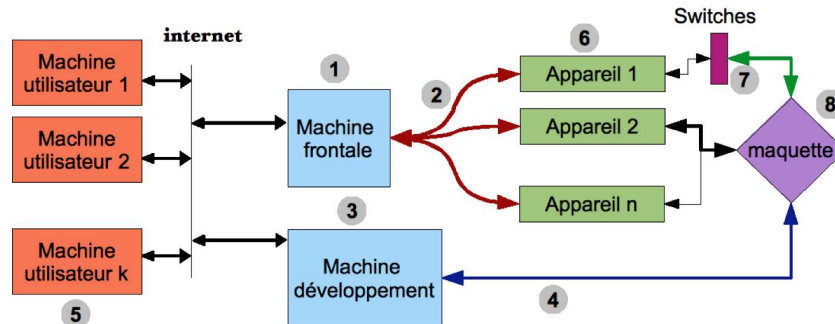 Switches
internet
Machine
utilisateur 1
Machine
utilisateur 2
Machine
utilisateur k
5
1
Machine
frontale
2
3
Machine
développement
4
6
Appareil 1
Appareil 2
Appareil n
7
8
maquette